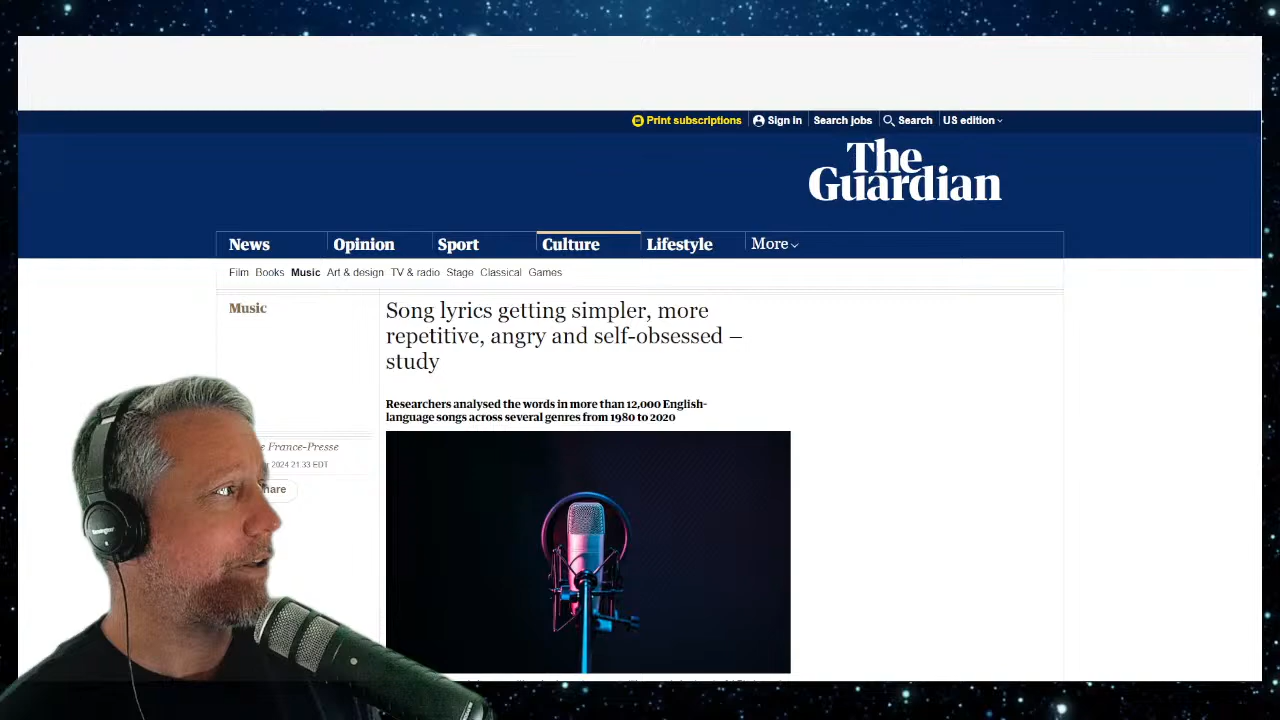 Print subscriptions Sign in Search jobs Search US edition
The
Guardian
News Opinion Sport Culture Lifestyle More
Film Books Music Art & design TV & radio Stage Classical Games
Music
Song lyrics getting simpler, more
repetitive, angry and self-obsessed –
study
Researchers analysed the words in more than 12,000 English-
language songs across several genres from 1980 to 2020
France-Presse
2024 21.33 EDT